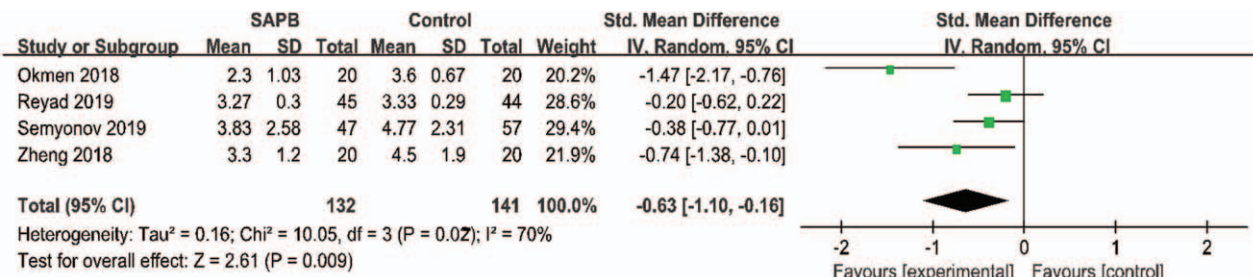 SAPB Control Std. Mean Difference Std. Mean Difference
Study or Subgroup Mean SD Total Mean SD Total Weight IV, Random, 95% CI IV, Random, 95% CI
Okmen 2018 2.3 1.03 20 3.6 0.67 20 20.2% -1.47 [-2.17, -0.76]
Reyad 2019 3.27 0.3 45 3.33 0.29 44 28.6% -0.20 [-0.62, 0.22]
Semyonov 2019 3.83 2.58 47 4.77 2.31 57 29.4% -0.38 [-0.77, 0.01]
Zheng 2018 3.3 1.2 20 4.5 1.9 20 21.9% -0.74 [-1.38, -0.10]
Total (95% CI) 132 141 100.0% -0.63 [-1.10, -0.16]
Heterogeneity: Tau² = 0.16; Chi² = 10.05, df = 3 (P = 0.02); I² = 70%
Test for overall effect: Z = 2.61 (P = 0.009)
-2 -1 0 1 2
Favours [experimental] Favours [control]